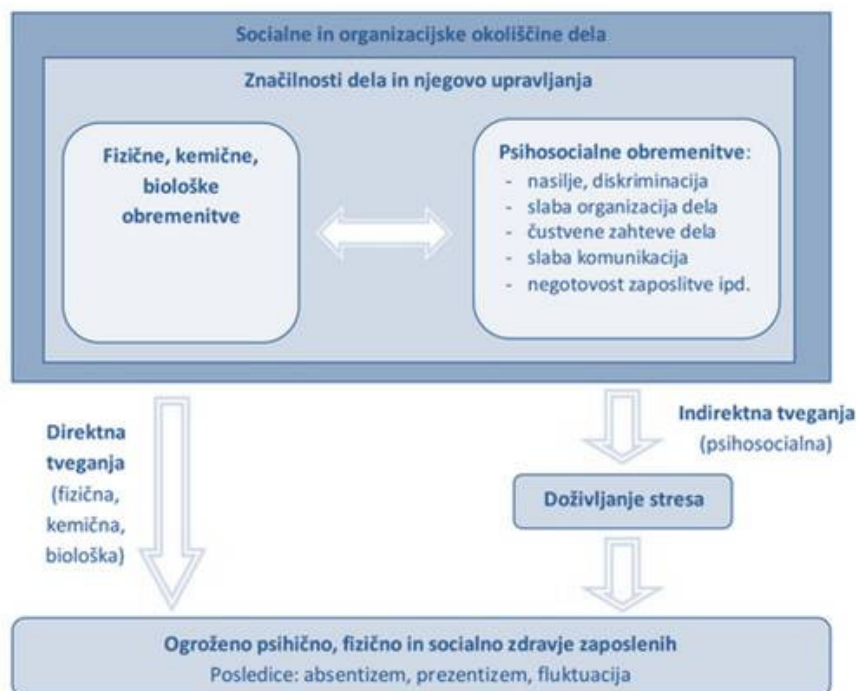 Socialne in organizacijske okoliščine dela
Značilnosti dela in njegovo upravljanja
Fizične, kemične,
biološke
obremenitve
Psihosocialne obremenitve:
- nasilje, diskriminacija
- slaba organizacija dela
- čustvene zahteve dela
- slaba komunikacija
- negotovost zaposlitve ipd.
Direktna
tveganja
(fizična,
kemična,
biološka)
Indirektna tveganja
(psihosocialna)
Doživljanje stresa
Ogroženo psihično, fizično in socialno zdravje zaposlenih
Posledice: absentizem, prezentizem, fluktuacija